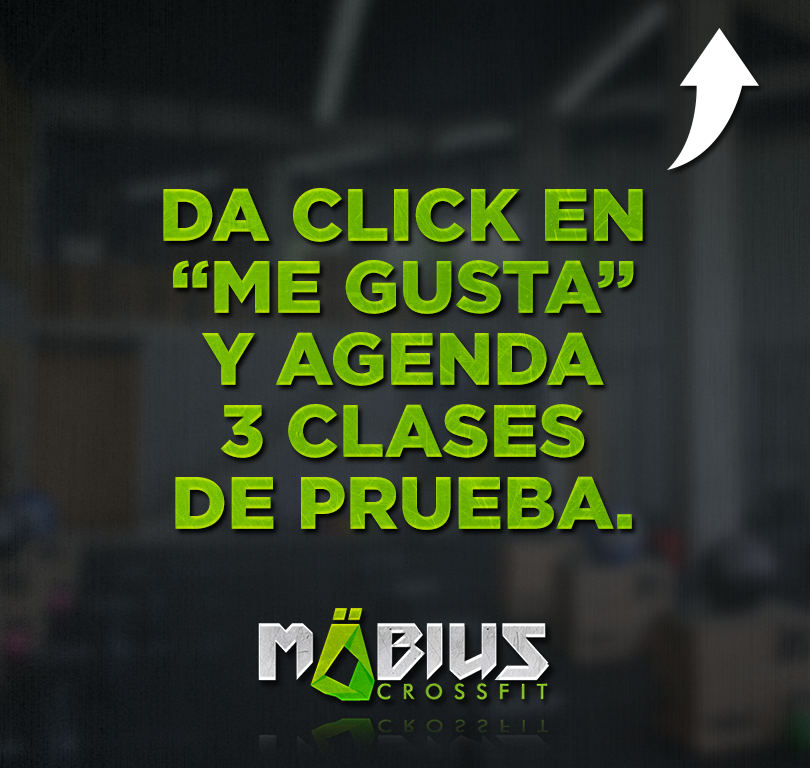 DA CLICK EN
“ME GUSTA”
Y AGENDA
3 CLASES
DE PRUEBA.
MÖBIUS
CROSSFIT